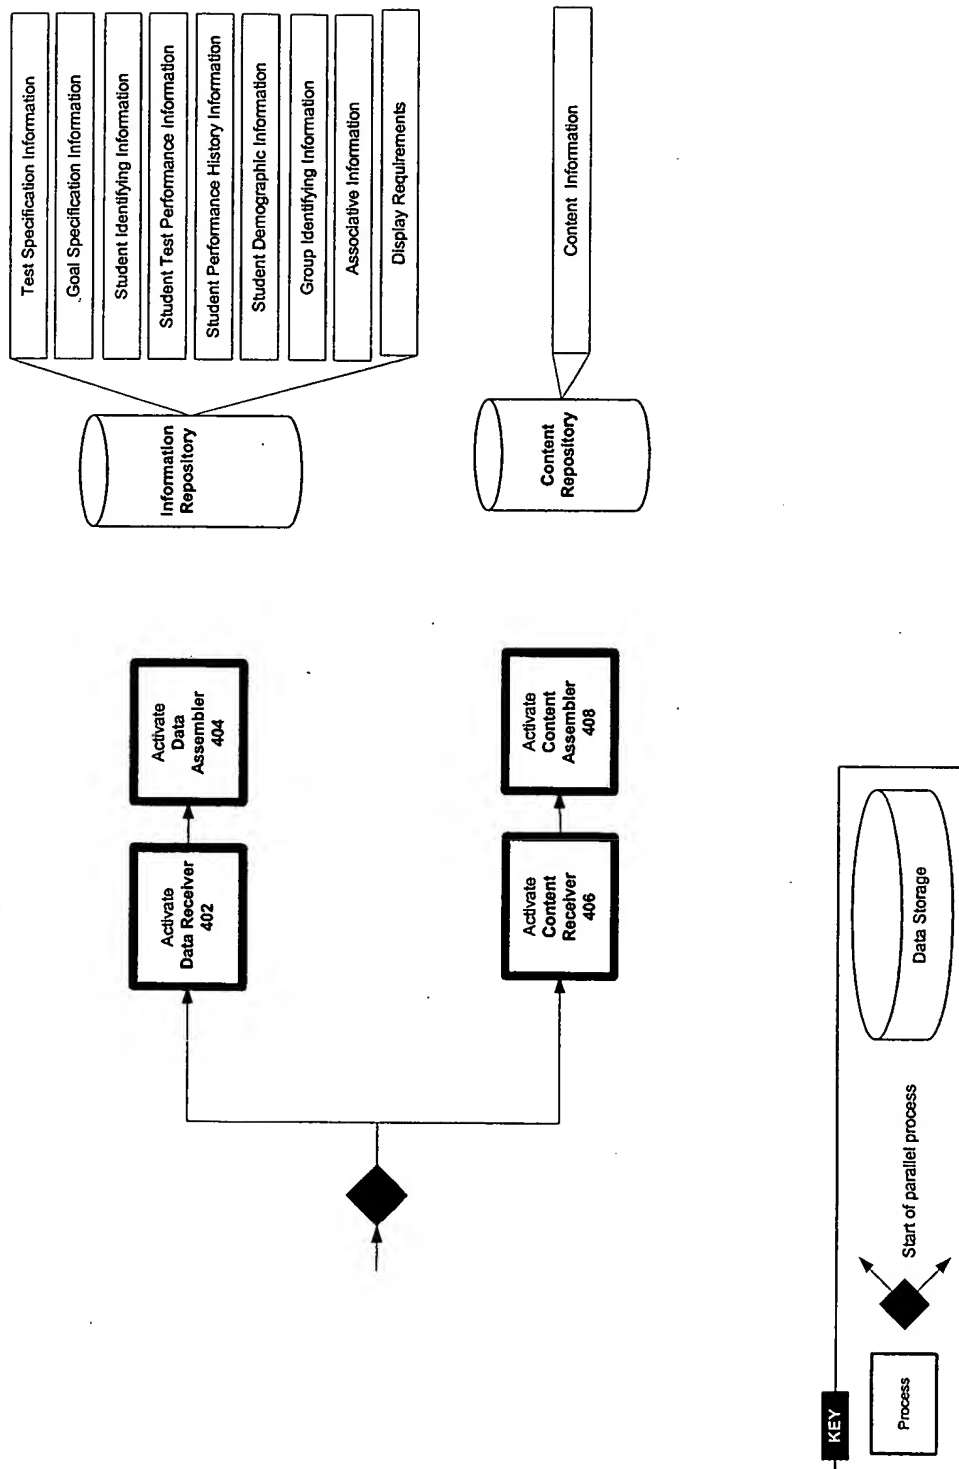 Test Specification Information
Goal Specification Information
Student Identifying Information
Student Test Performance Information
Student Performance History Information
Student Demographic Information
Group Identifying Information
Associative Information
Display Requirements
Information
Repository
Content Information
Content
Repository
Activate
Data
Assembler
404
Activate
Data Receiver
402
Activate
Content
Assembler
408
Activate
Content
Receiver
406
KEY
Process
Start of parallel process
Data Storage